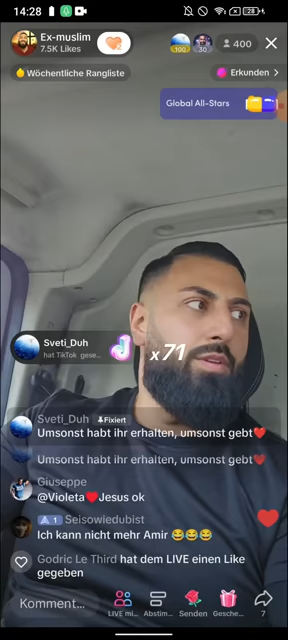 14:28
28
Ex-muslim
7.5K Likes
100
30
400
Wöchentliche Rangliste
Erkunden
Global All-Stars
Sveti_Duh
hat TikTok gese...
x71
Sveti_Duh Fixiert
Umsonst habt ihr erhalten, umsonst gebt❤️
Umsonst habt ihr erhalten, umsonst gebt❤️
Giuseppe
@Violeta♥️Jesus ok
1 Seisowiedubist
Ich kann nicht mehr Amir 😂😂😂
Godric Le Third hat dem LIVE einen Like
gegeben
Komment...
LIVE mi...
Abstim...
Senden
Gesche...
7